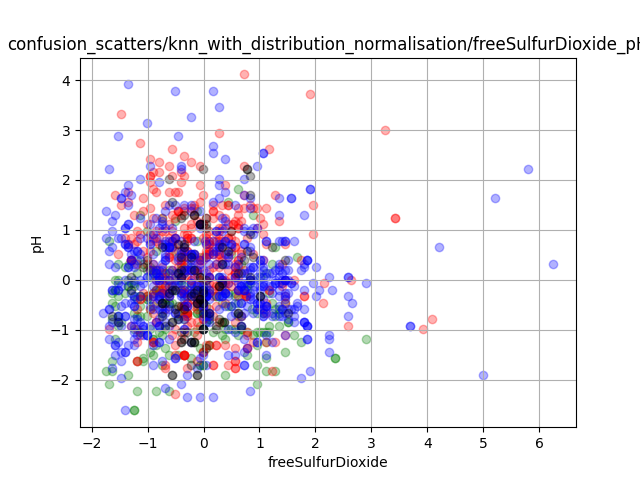 confusion_scatters/knn_with_distribution_normalisation/freeSulfurDioxide_pH
4
3
2
1
0
−1
−2
pH
−2 −1 0 1 2 3 4 5 6
freeSulfurDioxide